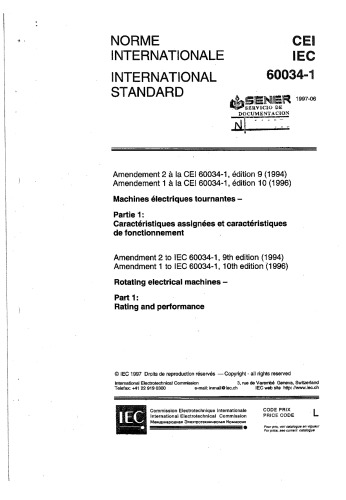 NORME
INTERNATIONALE
INTERNATIONAL
STANDARD
CEI
IEC
60034-1
SENER
SERVICIO DE
DOCUMENTACION
N
1997-06
Amendement 2 à la CEI 60034-1, édition 9 (1994)
Amendement 1 à la CEI 60034-1, édition 10 (1996)
Machines électriques tournantes –
Partie 1:
Caractéristiques assignées et caractéristiques
de fonctionnement
Amendment 2 to IEC 60034-1, 9th edition (1994)
Amendment 1 to IEC 60034-1, 10th edition (1996)
Rotating electrical machines –
Part 1:
Rating and performance
© IEC 1997 Droits de reproduction réservés — Copyright - all rights reserved
International Electrotechnical Commission
Telefax: +41 22 919 0300
e-mail: inmail@iec.ch
3, rue de Varembé Geneva, Switzerland
IEC web site http: //www.iec.ch
IEC
Commission Electrotechnique Internationale
International Electrotechnical Commission
Международная Электротехническая Комиссия
CODE PRIX
PRICE CODE
L
Pour prix, voir catalogue en vigueur
For price, see current catalogue